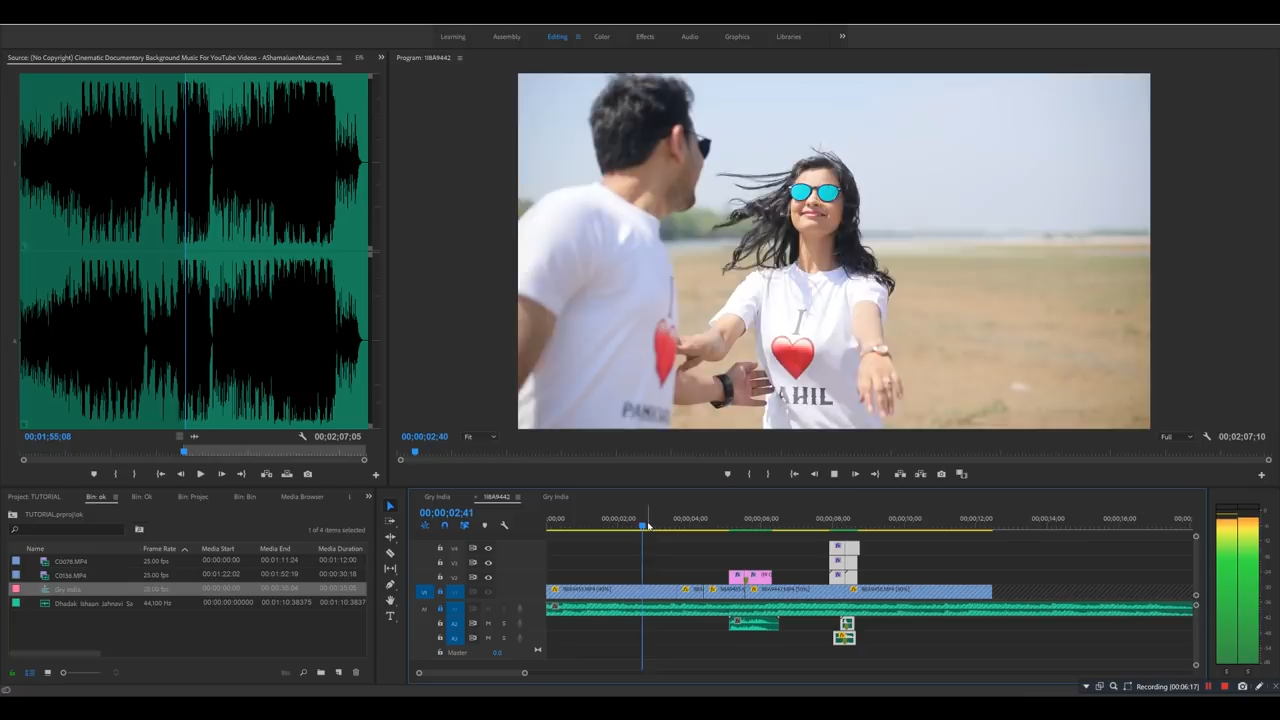 Learning Assembly Editing Color Effects Audio Graphics Libraries
Source: (No Copyright) Cinematic Documentary Background Music For YouTube Videos - AShamaluevMusic.mp3
Program: 1I8A9442
I
I
AHIL
00;01;55;08
00;02;07;05
00;00;02;40
Fit
Full
00;02;07;10
Project: TUTORIAL Bin: ok Bin: Ok Bin: Projec Bin: Bin Media Browser
TUTORIAL.prproj\ok
1 of 4 items selected
Name Frame Rate Media Start Media End Media Duration
C0078.MP4 25.00 fps 00:00:00:00 00:01:11:24 00:01:12:00
C0136.MP4 25.00 fps 00:01:22:02 00:01:52:19 00:00:30:18
Gry India
Dhadak: Ishaan Jahnavi Sa 44,100 Hz 00:00:00:00000 00:01:10:38375 00:01:10:3837
Gry India 1I8A9442 Gry India
00;00;02;41
;00;00 00;00;02;00 00;00;04;00 00;00;06;00 00;00;08;00 00;00;10;00 00;00;12;00 00;01;14;00 00;01;16;00 00;00;
V4
V3
V2
V1
A1
A2 M S
A3 M S
Master 0.0
S S
Recording [00:06:17]